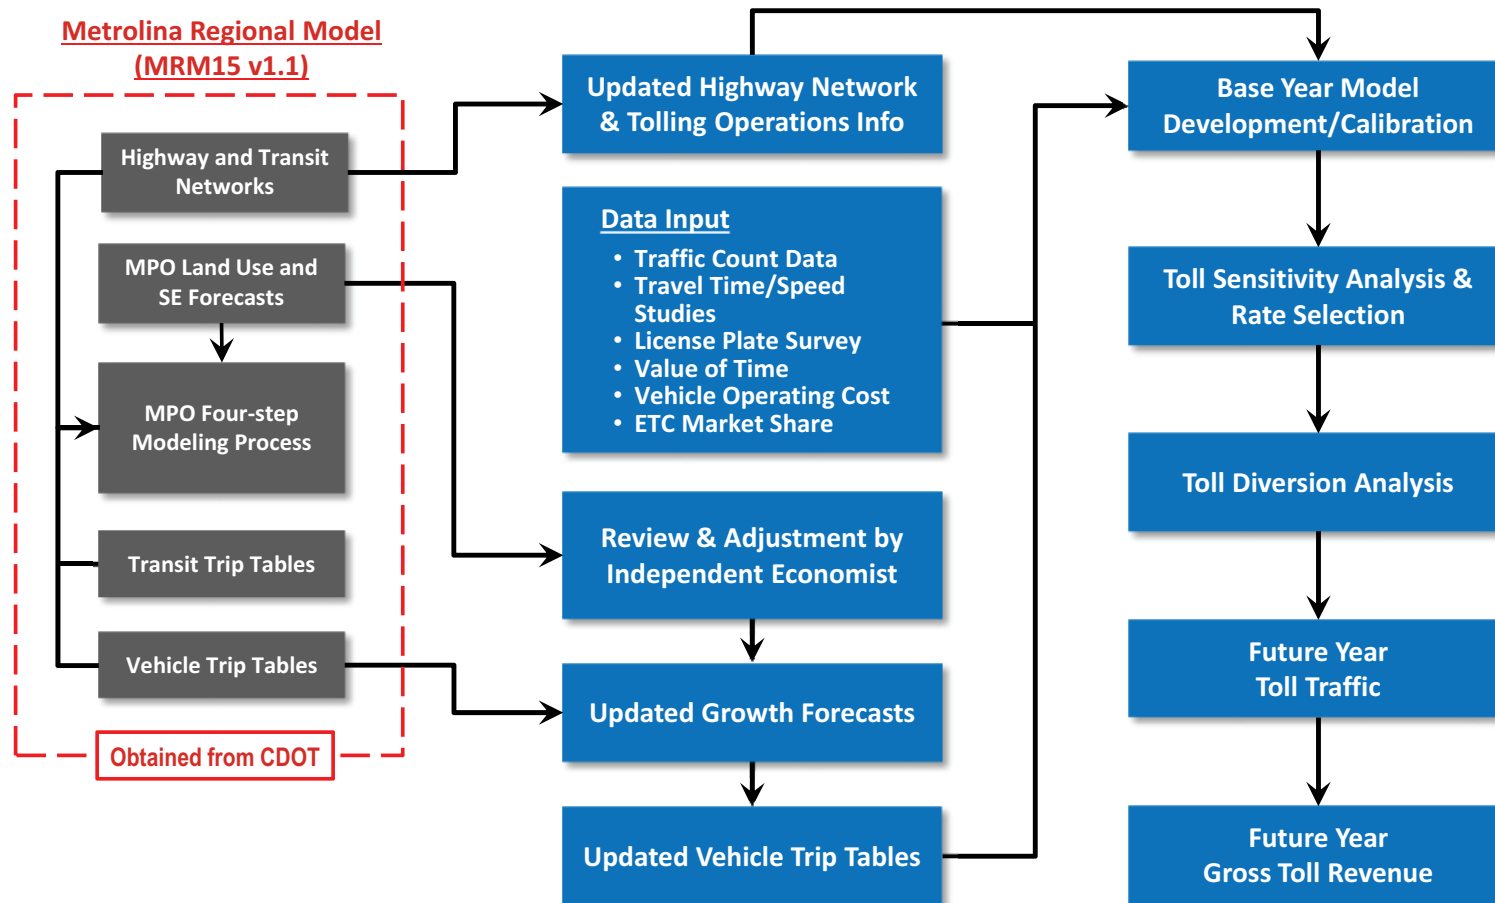 Metrolina Regional Model
(MRM15 v1.1)
Highway and Transit
Networks
MPO Land Use and
SE Forecasts
MPO Four-step
Modeling Process
Transit Trip Tables
Vehicle Trip Tables
Obtained from CDOT
Updated Highway Network
& Tolling Operations Info
Data Input
• Traffic Count Data
• Travel Time/Speed
Studies
• License Plate Survey
• Value of Time
• Vehicle Operating Cost
• ETC Market Share
Review & Adjustment by
Independent Economist
Updated Growth Forecasts
Updated Vehicle Trip Tables
Base Year Model
Development/Calibration
Toll Sensitivity Analysis &
Rate Selection
Toll Diversion Analysis
Future Year
Toll Traffic
Future Year
Gross Toll Revenue